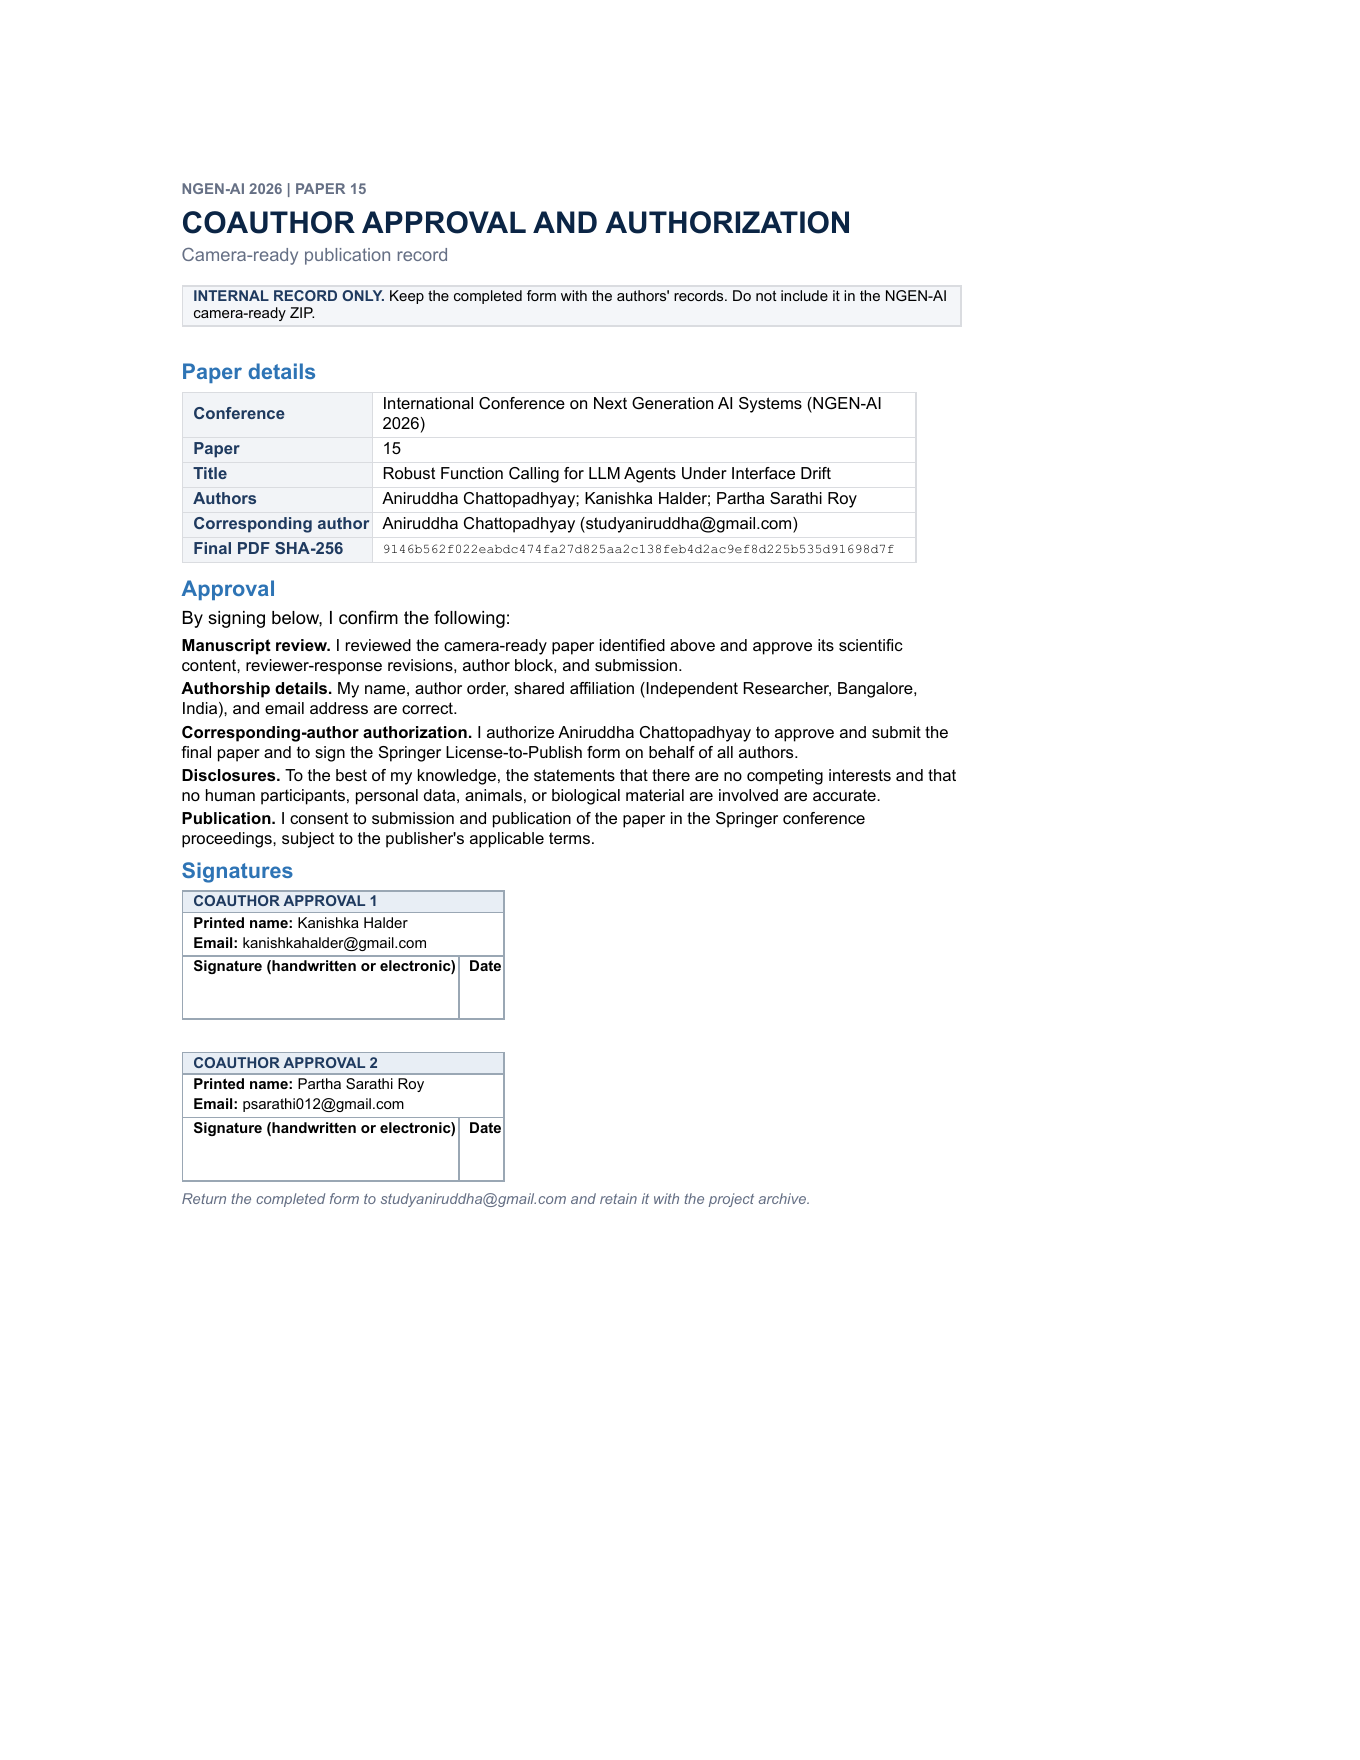 NGEN-AI 2026 | PAPER 15
COAUTHOR APPROVAL AND AUTHORIZATION
Camera-ready publication record
INTERNAL RECORD ONLY. Keep the completed form with the authors' records. Do not include it in the NGEN-AI
camera-ready ZIP.
Paper details
Conference International Conference on Next Generation AI Systems (NGEN-AI
2026)
Paper 15
Title Robust Function Calling for LLM Agents Under Interface Drift
Authors Aniruddha Chattopadhyay; Kanishka Halder; Partha Sarathi Roy
Corresponding author Aniruddha Chattopadhyay (studyaniruddha@gmail.com)
Final PDF SHA-256 9146b562f022eabdc474fa27d825aa2c138feb4d2ac9ef8d225b535d91698d7f
Approval
By signing below, I confirm the following:
Manuscript review. I reviewed the camera-ready paper identified above and approve its scientific
content, reviewer-response revisions, author block, and submission.
Authorship details. My name, author order, shared affiliation (Independent Researcher, Bangalore,
India), and email address are correct.
Corresponding-author authorization. I authorize Aniruddha Chattopadhyay to approve and submit the
final paper and to sign the Springer License-to-Publish form on behalf of all authors.
Disclosures. To the best of my knowledge, the statements that there are no competing interests and that
no human participants, personal data, animals, or biological material are involved are accurate.
Publication. I consent to submission and publication of the paper in the Springer conference
proceedings, subject to the publisher's applicable terms.
Signatures
COAUTHOR APPROVAL 1
Printed name: Kanishka Halder
Email: kanishkahalder@gmail.com
Signature (handwritten or electronic) Date
COAUTHOR APPROVAL 2
Printed name: Partha Sarathi Roy
Email: psarathi012@gmail.com
Signature (handwritten or electronic) Date
Return the completed form to studyaniruddha@gmail.com and retain it with the project archive.